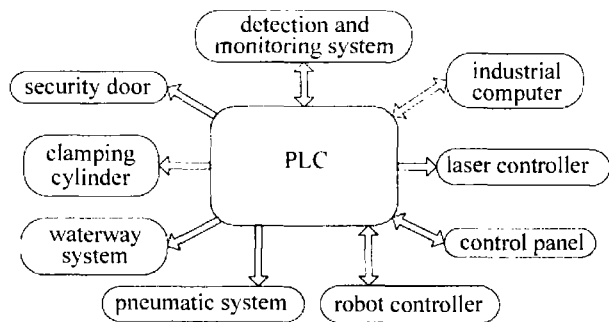 detection and
monitoring system
security door
industrial
computer
clamping
cylinder
PLC
laser controller
waterway
system
control panel
pneumatic system
robot controller